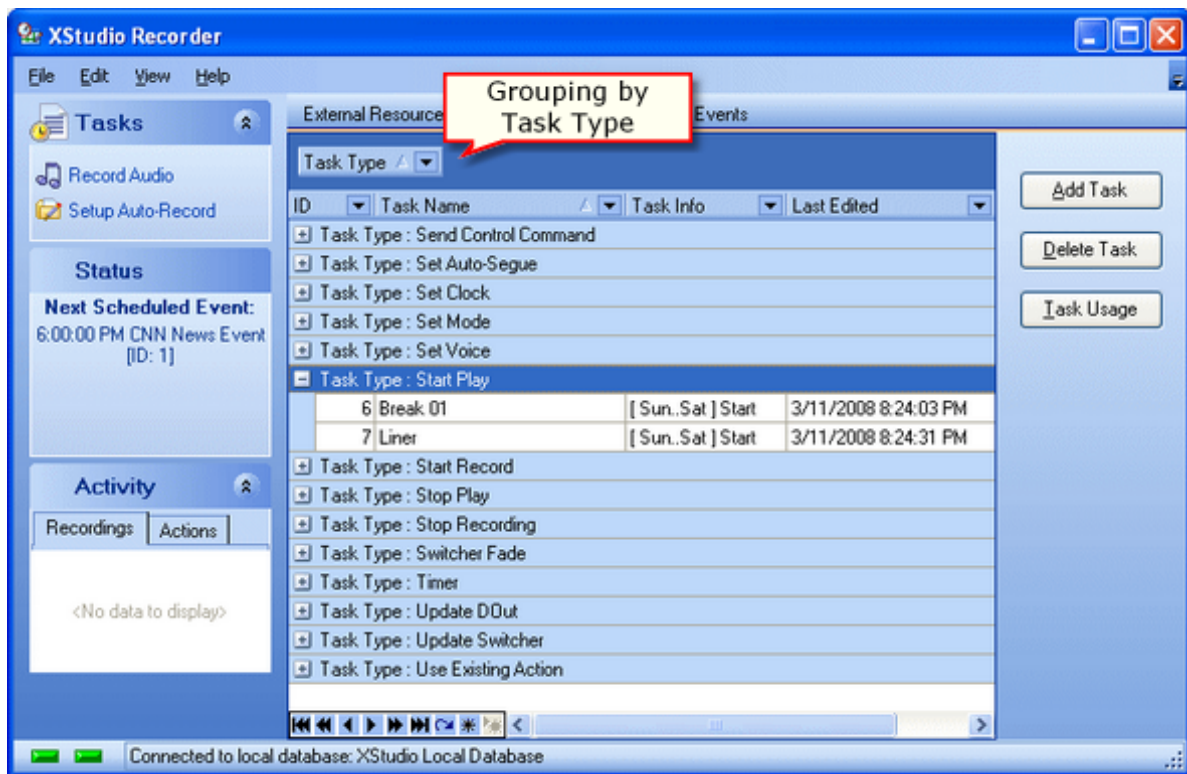 XStudio Recorder
File Edit View Help
Grouping by
Task Type
External Resource Events
Tasks
Record Audio
Setup Auto-Record
Status
Next Scheduled Event:
6:00:00 PM CNN News Event
[ID: 1]
Activity
Recordings Actions
<No data to display>
Task Type
ID Task Name Task Info Last Edited
Task Type : Send Control Command
Task Type : Set Auto-Segue
Task Type : Set Clock
Task Type : Set Mode
Task Type : Set Voice
Task Type : Start Play
6 Break 01 [ Sun..Sat ] Start 3/11/2008 8:24:03 PM
7 Liner [ Sun..Sat ] Start 3/11/2008 8:24:31 PM
Task Type : Start Record
Task Type : Stop Play
Task Type : Stop Recording
Task Type : Switcher Fade
Task Type : Timer
Task Type : Update DOut
Task Type : Update Switcher
Task Type : Use Existing Action
Add Task
Delete Task
Task Usage
Connected to local database: XStudio Local Database